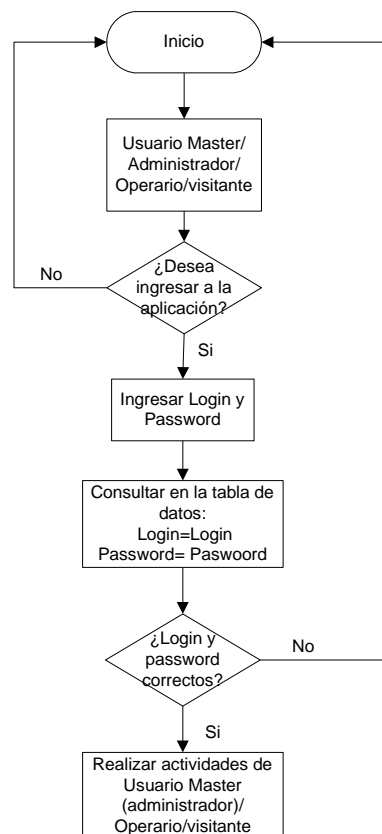 Inicio
Usuario Master/
Administrador/
Operario/visitante
¿Desea
ingresar a la
aplicación?
No
Si
Ingresar Login y
Password
Consultar en la tabla de
datos:
Login=Login
Password= Paswoord
¿Login y
password
correctos?
No
Si
Realizar actividades de
Usuario Master
(administrador)/
Operario/visitante